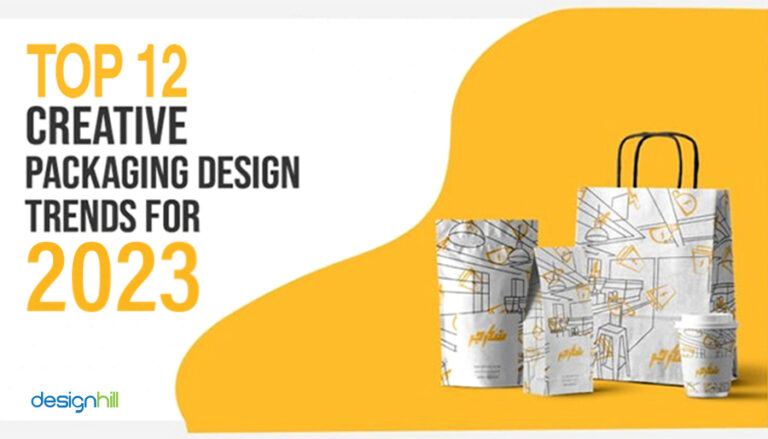 TOP 12
CREATIVE
PACKAGING DESIGN
TRENDS FOR
2023
designhill